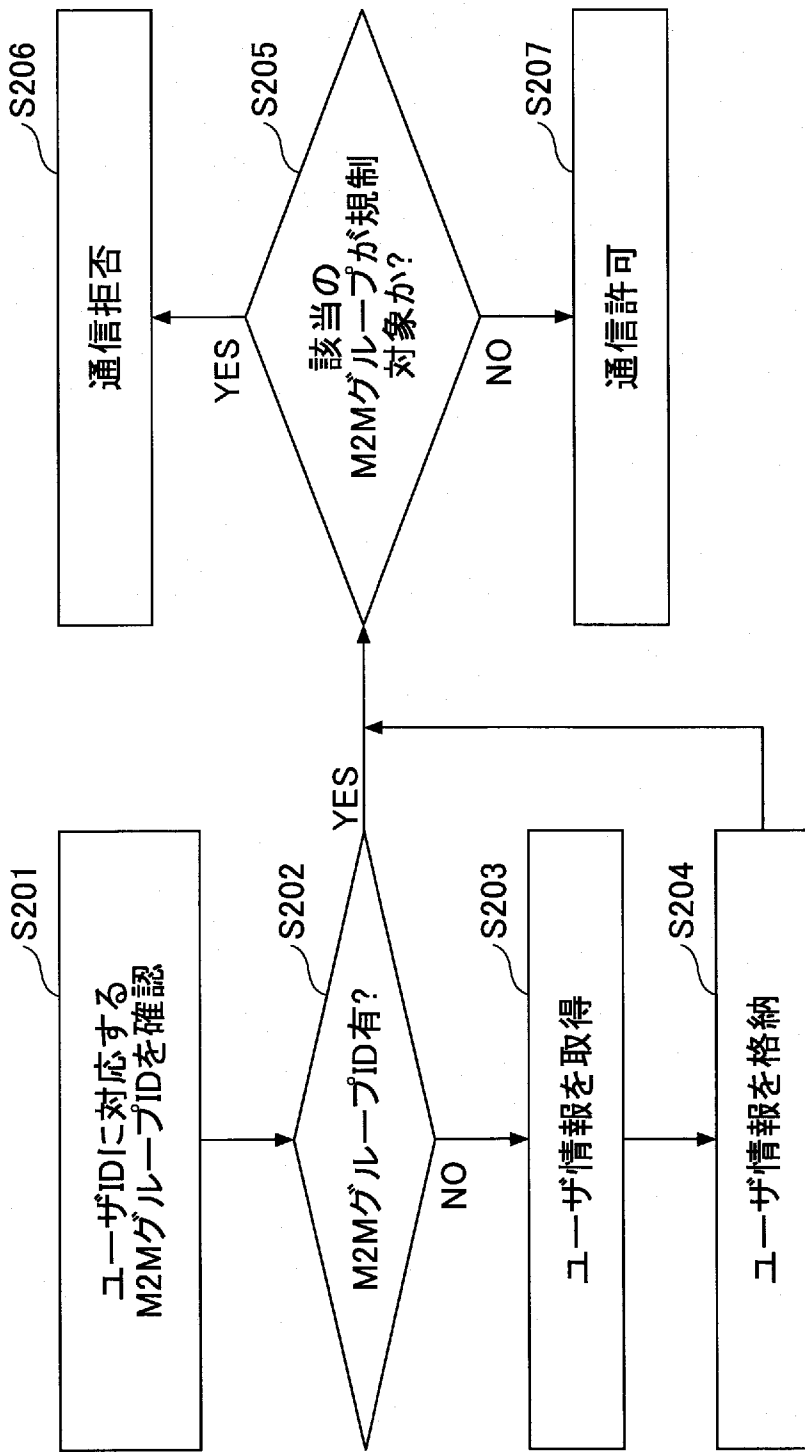 S201
ユーザIDに対応する
M2MグループIDを確認
S202
M2MグループID有?
YES
NO
S203
ユーザ情報を取得
S204
ユーザ情報を格納
S205
該当の
M2Mグループが規制
対象か?
YES
NO
S206
通信拒否
S207
通信許可